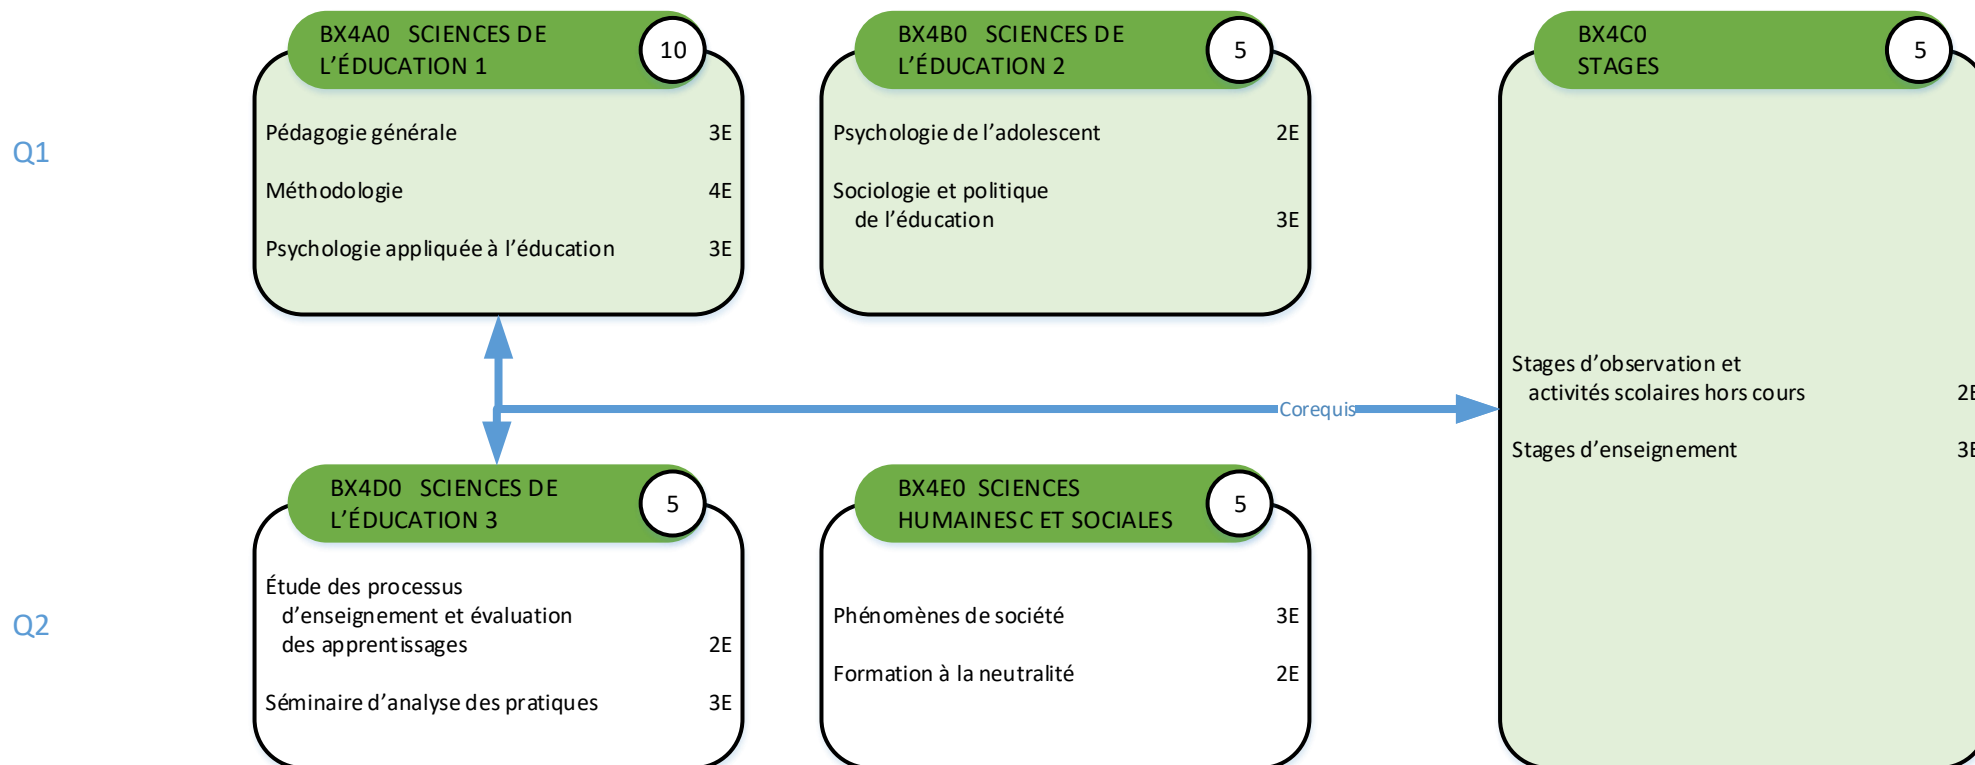 BX4A0 SCIENCES DE
L’ÉDUCATION 1
10
Pédagogie générale 3E
Méthodologie 4E
Psychologie appliquée à l’éducation 3E
BX4B0 SCIENCES DE
L’ÉDUCATION 2
5
Psychologie de l’adolescent 2E
Sociologie et politique
de l’éducation 3E
BX4C0
STAGES
5
Stages d’observation et
activités scolaires hors cours 2E
Stages d’enseignement 3E
Q1
Corequis
Q2
BX4D0 SCIENCES DE
L’ÉDUCATION 3
5
Étude des processus
d’enseignement et évaluation
des apprentissages 2E
Séminaire d’analyse des pratiques 3E
BX4E0 SCIENCES
HUMAINESC ET SOCIALES
5
Phénomènes de société 3E
Formation à la neutralité 2E